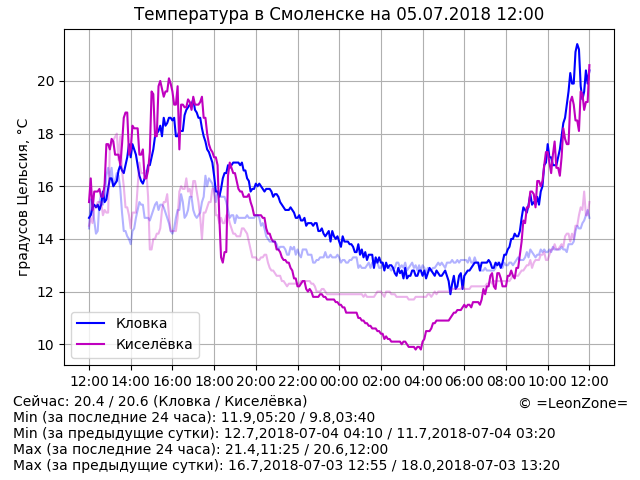 Температура в Смоленске на 05.07.2018 12:00
градусов Цельсия, °C
20
18
16
14
12
10
Кловка
Киселёвка
12:00 14:00 16:00 18:00 20:00 22:00 00:00 02:00 04:00 06:00 08:00 10:00 12:00
© =LeonZone=
Сейчас: 20.4 / 20.6 (Кловка / Киселёвка)
Min (за последние 24 часа): 11.9,05:20 / 9.8,03:40
Min (за предыдущие сутки): 12.7,2018-07-04 04:10 / 11.7,2018-07-04 03:20
Max (за последние 24 часа): 21.4,11:25 / 20.6,12:00
Max (за предыдущие сутки): 16.7,2018-07-03 12:55 / 18.0,2018-07-03 13:20